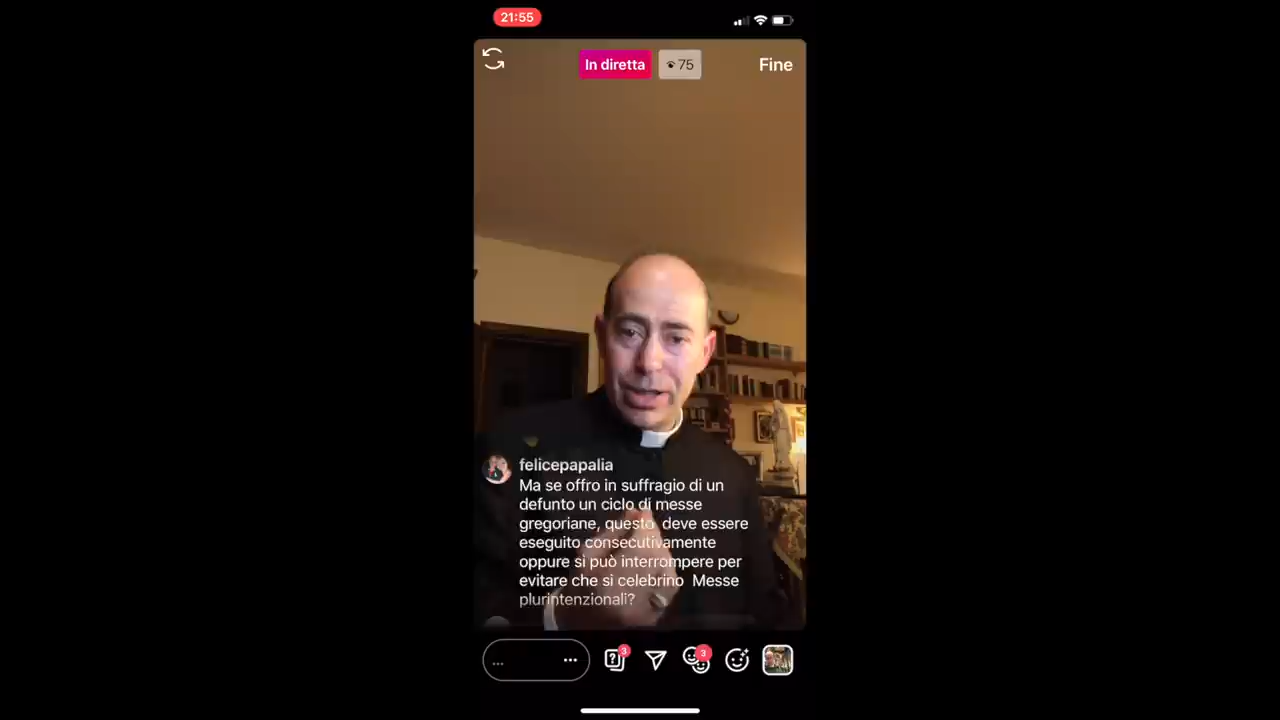 21:55
In diretta
75
Fine
felicepapalia
Ma se offro in suffragio di un
defunto un ciclo di messe
gregoriane, questo deve essere
eseguito consecutivamente
oppure si può interrompere per
evitare che si celebrino Messe
plurintenzionali?
...
3
3